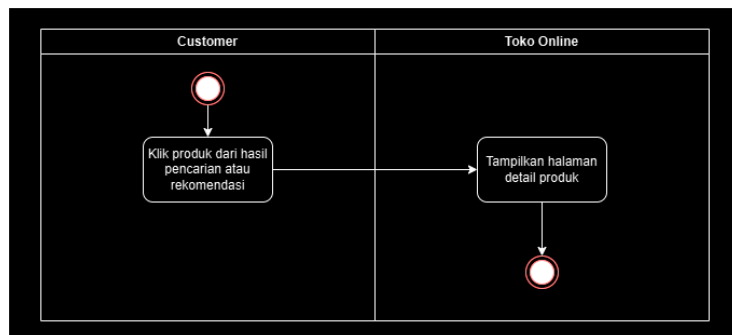 Customer
Toko Online
Klik produk dari hasil
pencarian atau
rekomendasi
Tampilkan halaman
detail produk